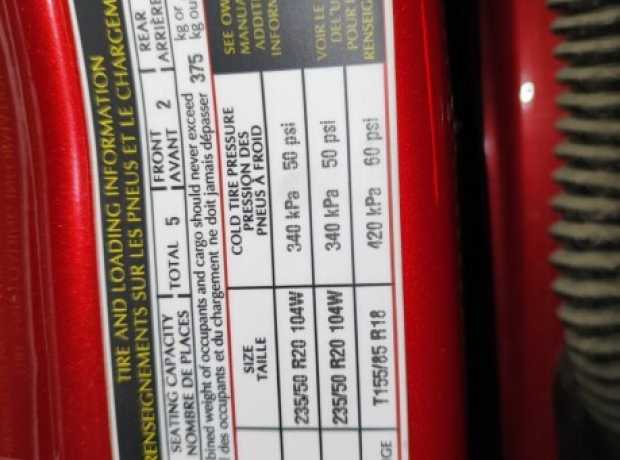 TIRE AND LOADING INFORMATION
RENSEIGNEMENTS SUR LES PNEUS ET LE CHARGEM
SEATING CAPACITY TOTAL 5 FRONT 2 REAR
NOMBRE DE PLACES AVANT ARRIÈRE
bined weight of occupants and cargo should never exceed 375 kg or
des occupants et du chargement ne doit jamais dépasser kg ou
SIZE COLD TIRE PRESSURE SEE OW
TAILLE PRESSION DES MANUA
PNEUS À FROID ADDITI
INFORM
235/50 R20 104W 340 kPa 50 psi VOIR LE
235/50 R20 104W 340 kPa 50 psi DE L'U
POUR
GE T155/85 R18 420 kPa 60 psi RENSEIG